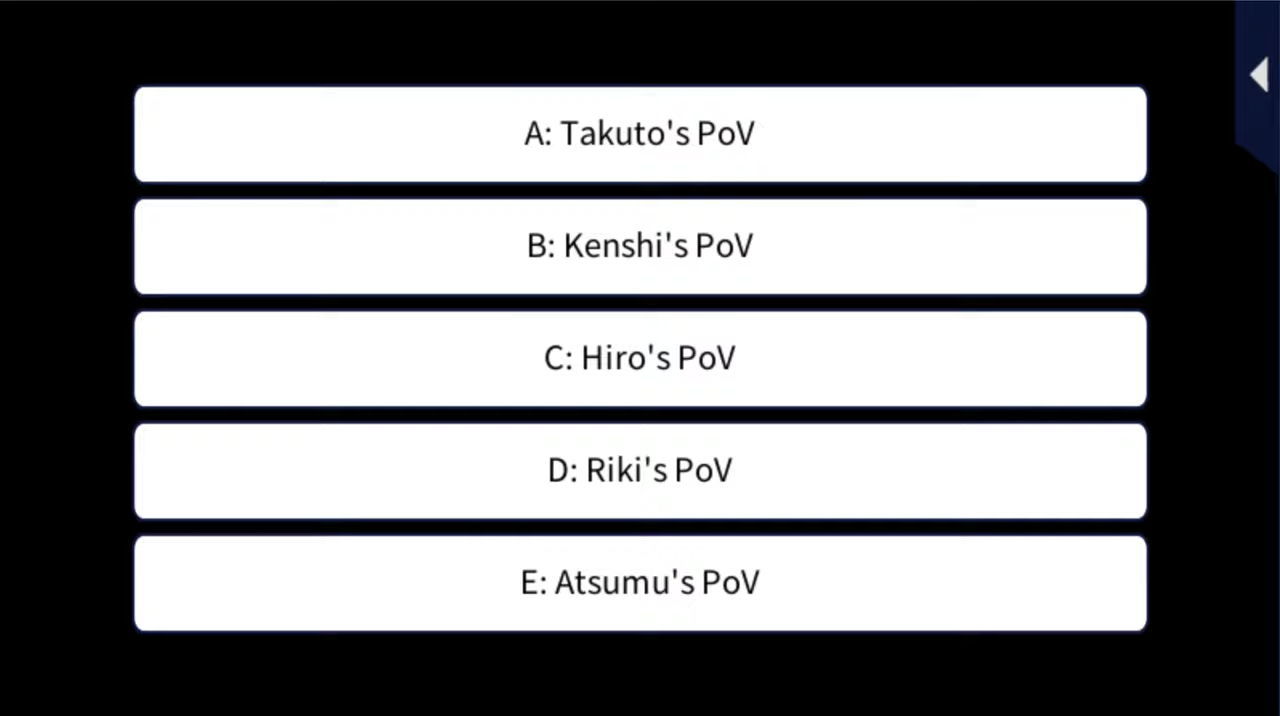 A: Takuto's PoV
B: Kenshi's PoV
C: Hiro's PoV
D: Riki's PoV
E: Atsumu's PoV